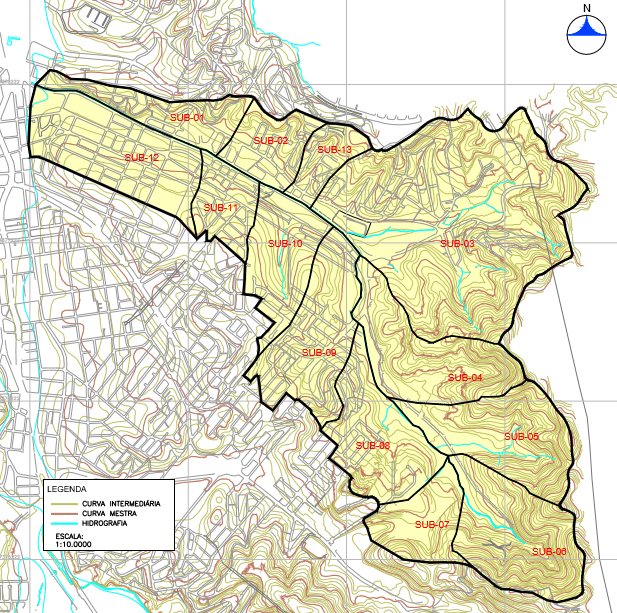 N
SUB-01
SUB-02
SUB-13
SUB-12
SUB-11
SUB-10
SUB-03
SUB-09
SUB-04
SUB-05
SUB-08
SUB-07
SUB-06
LEGENDA
CURVA INTERMEDIÁRIA
CURVA MESTRA
HIDROGRAFIA
ESCALA:
1:10.0000